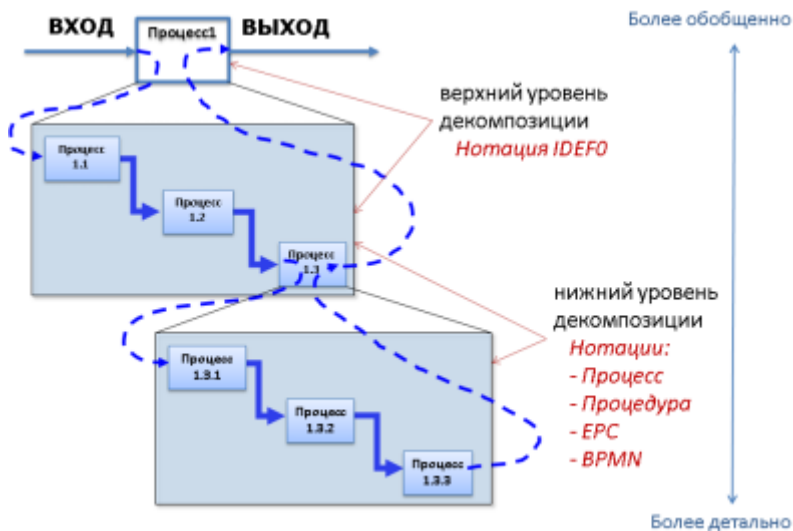 Более обобщенно
ВХОД
Процесс1
ВЫХОД
верхний уровень
декомпозиции
Нотация IDEF0
Процесс
1.1
Процесс
1.2
Процесс
1.3
нижний уровень
декомпозиции
Нотации:
- Процесс
- Процедура
- EPC
- BPMN
Процесс
1.3.1
Процесс
1.3.2
Процесс
1.3.3
Более детально